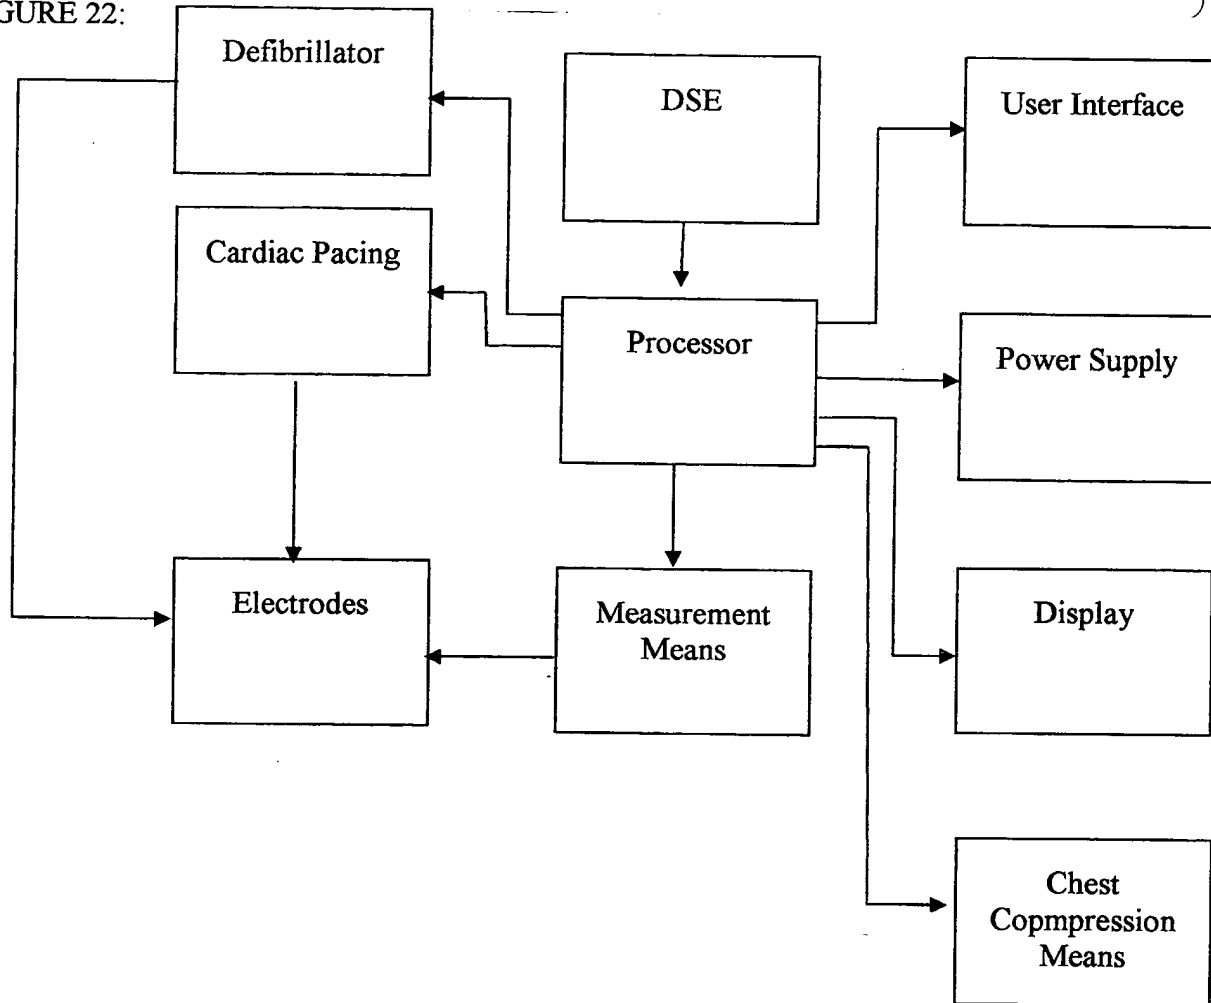 GURE 22:
)
Defibrillator
DSE
User Interface
Cardiac Pacing
Processor
Power Supply
Electrodes
Measurement
Means
Display
Chest
Copmpression
Means